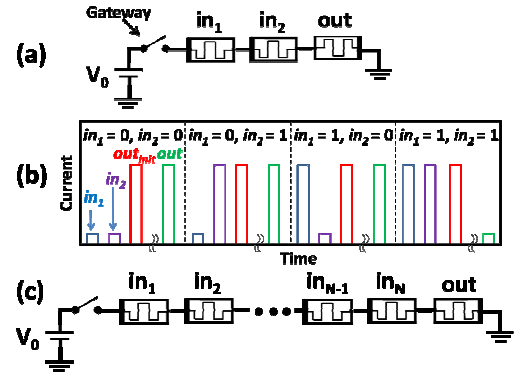 Gateway
in1 in2 out
(a)
V0
in1 = 0, in2 = 0 in1 = 0, in2 = 1 in1 = 1, in2 = 0 in1 = 1, in2 = 1
outinit out
in2
in1
(b)
Current
Time
(c)
in1 in2 inN-1 inN out
V0